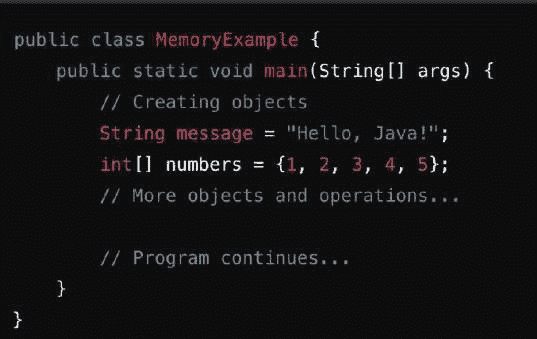 public class MemoryExample {
public static void main(String[] args) {
// Creating objects
String message = "Hello, Java!";
int[] numbers = {1, 2, 3, 4, 5};
// More objects and operations...
// Program continues...
}
}